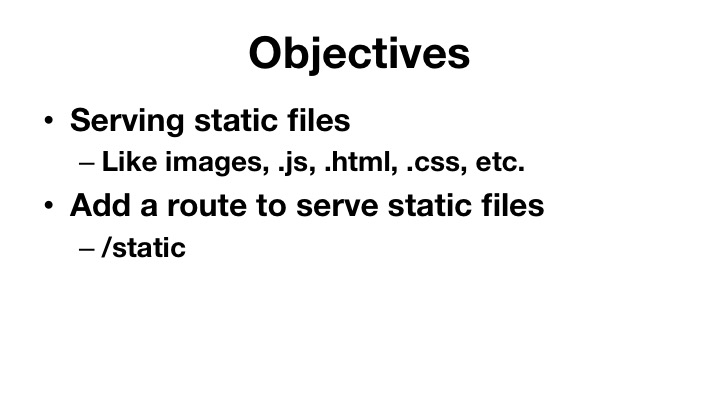 Objectives
• Serving static files
– Like images, .js, .html, .css, etc.
• Add a route to serve static files
– /static